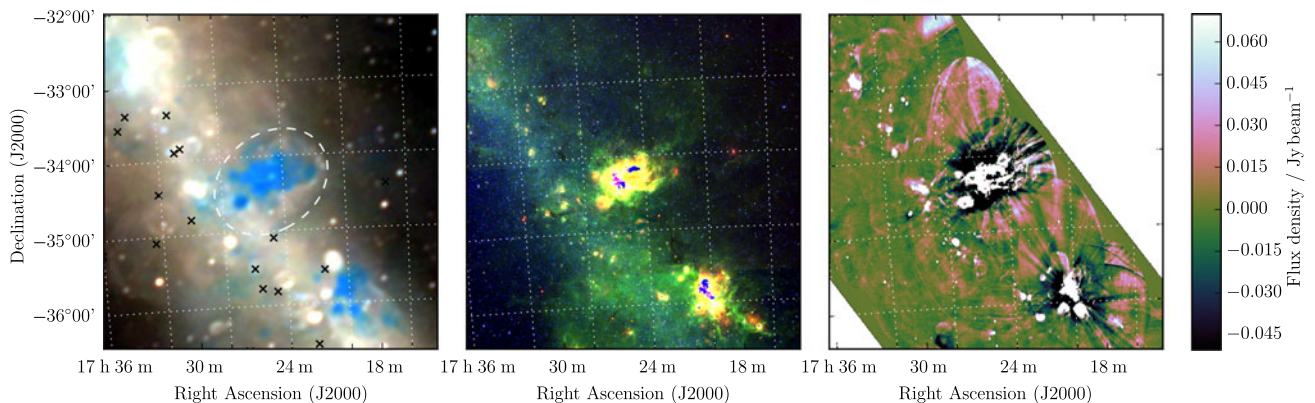 −32°00′
−33°00′
−34°00′
−35°00′
−36°00′
Declination (J2000)
17 h 36 m 30 m 24 m 18 m
Right Ascension (J2000)
17 h 36 m 30 m 24 m 18 m
Right Ascension (J2000)
17 h 36 m 30 m 24 m 18 m
Right Ascension (J2000)
0.060
0.045
0.030
0.015
0.000
−0.015
−0.030
−0.045
Flux density / Jy beam⁻¹